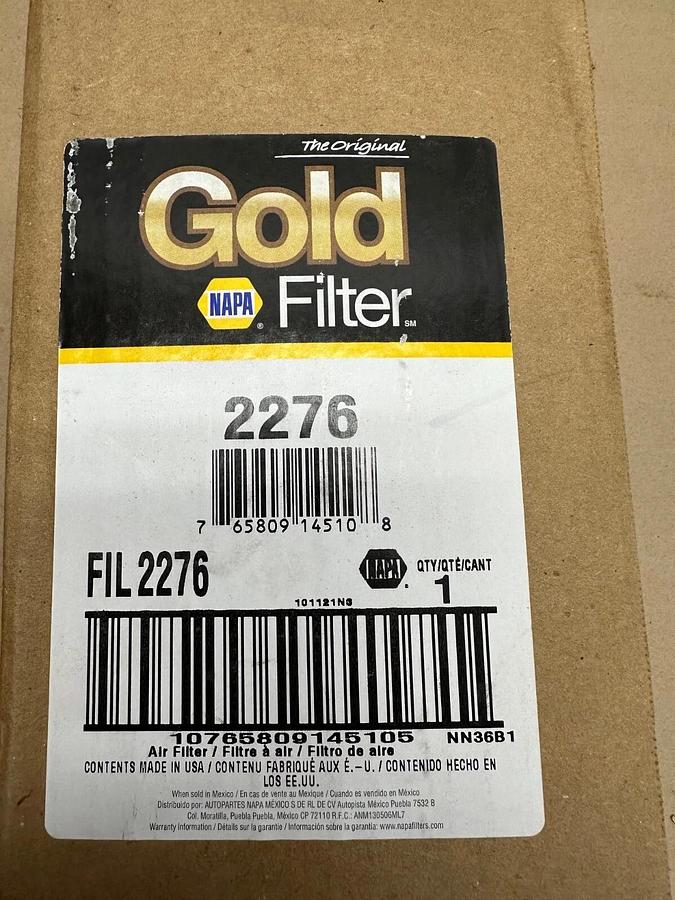 The Original
Gold
NAPA® FilterSM
2276
7 65809 14510 8
FIL 2276
NAPA
QTY/QTÉ/CANT
1
101121N3
10765809145105 NN36B1
Air Filter / Filtre à air / Filtro de aire
CONTENTS MADE IN USA / CONTENU FABRIQUÉ AUX É.-U. / CONTENIDO HECHO EN
LOS EE.UU.
When sold in Mexico / En cas de vente au Mexique / Cuando es vendido en México
Distribuido por: AUTOPARTES NAPA MÉXICO S DE RL DE CV Autopista México Puebla 7532 B
Col. Moratilla, Puebla Puebla, México CP 72110 R.F.C.: ANM130506ML7
Warranty information / Détails sur la garantie / Información sobre la garantía: www.napafilters.com